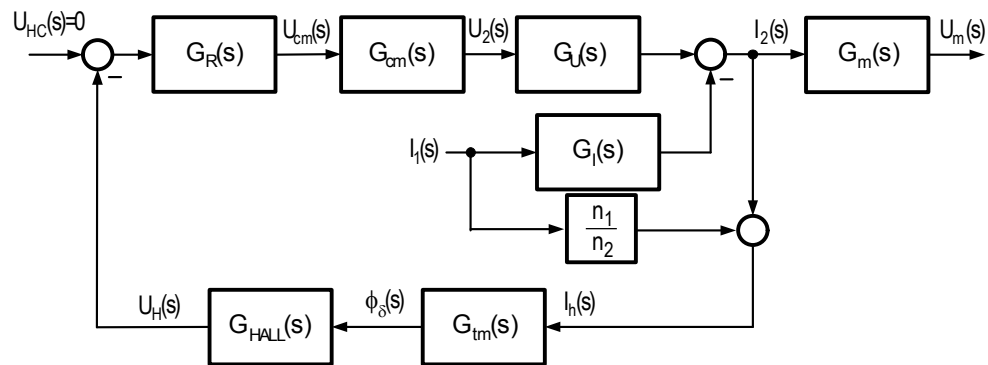 U_HC(s)=0
G_R(s)
U_cm(s)
G_cm(s)
U_2(s)
G_U(s)
I_2(s)
G_m(s)
U_m(s)
I_1(s)
G_I(s)
n_1
n_2
U_H(s)
G_HALL(s)
ϕ_δ(s)
G_tm(s)
I_h(s)